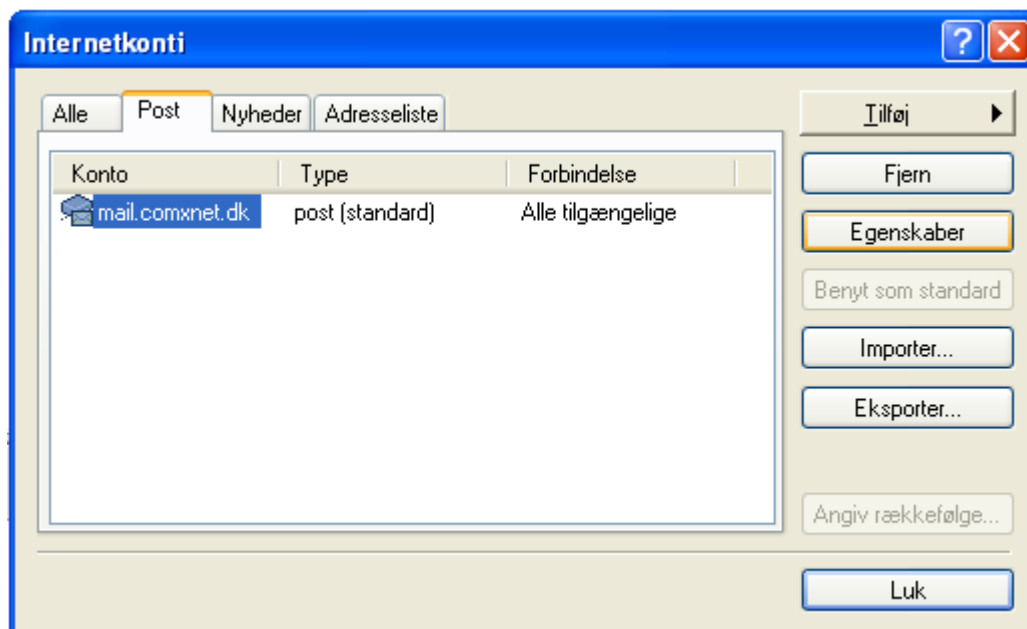 Internetkonti
Alle
Post
Nyheder
Adresseliste
Konto
Type
Forbindelse
mail.comxnet.dk
post (standard)
Alle tilgængelige
Tilføj
Fjern
Egenskaber
Benyt som standard
Importer...
Eksporter...
Angiv rækkefølge...
Luk